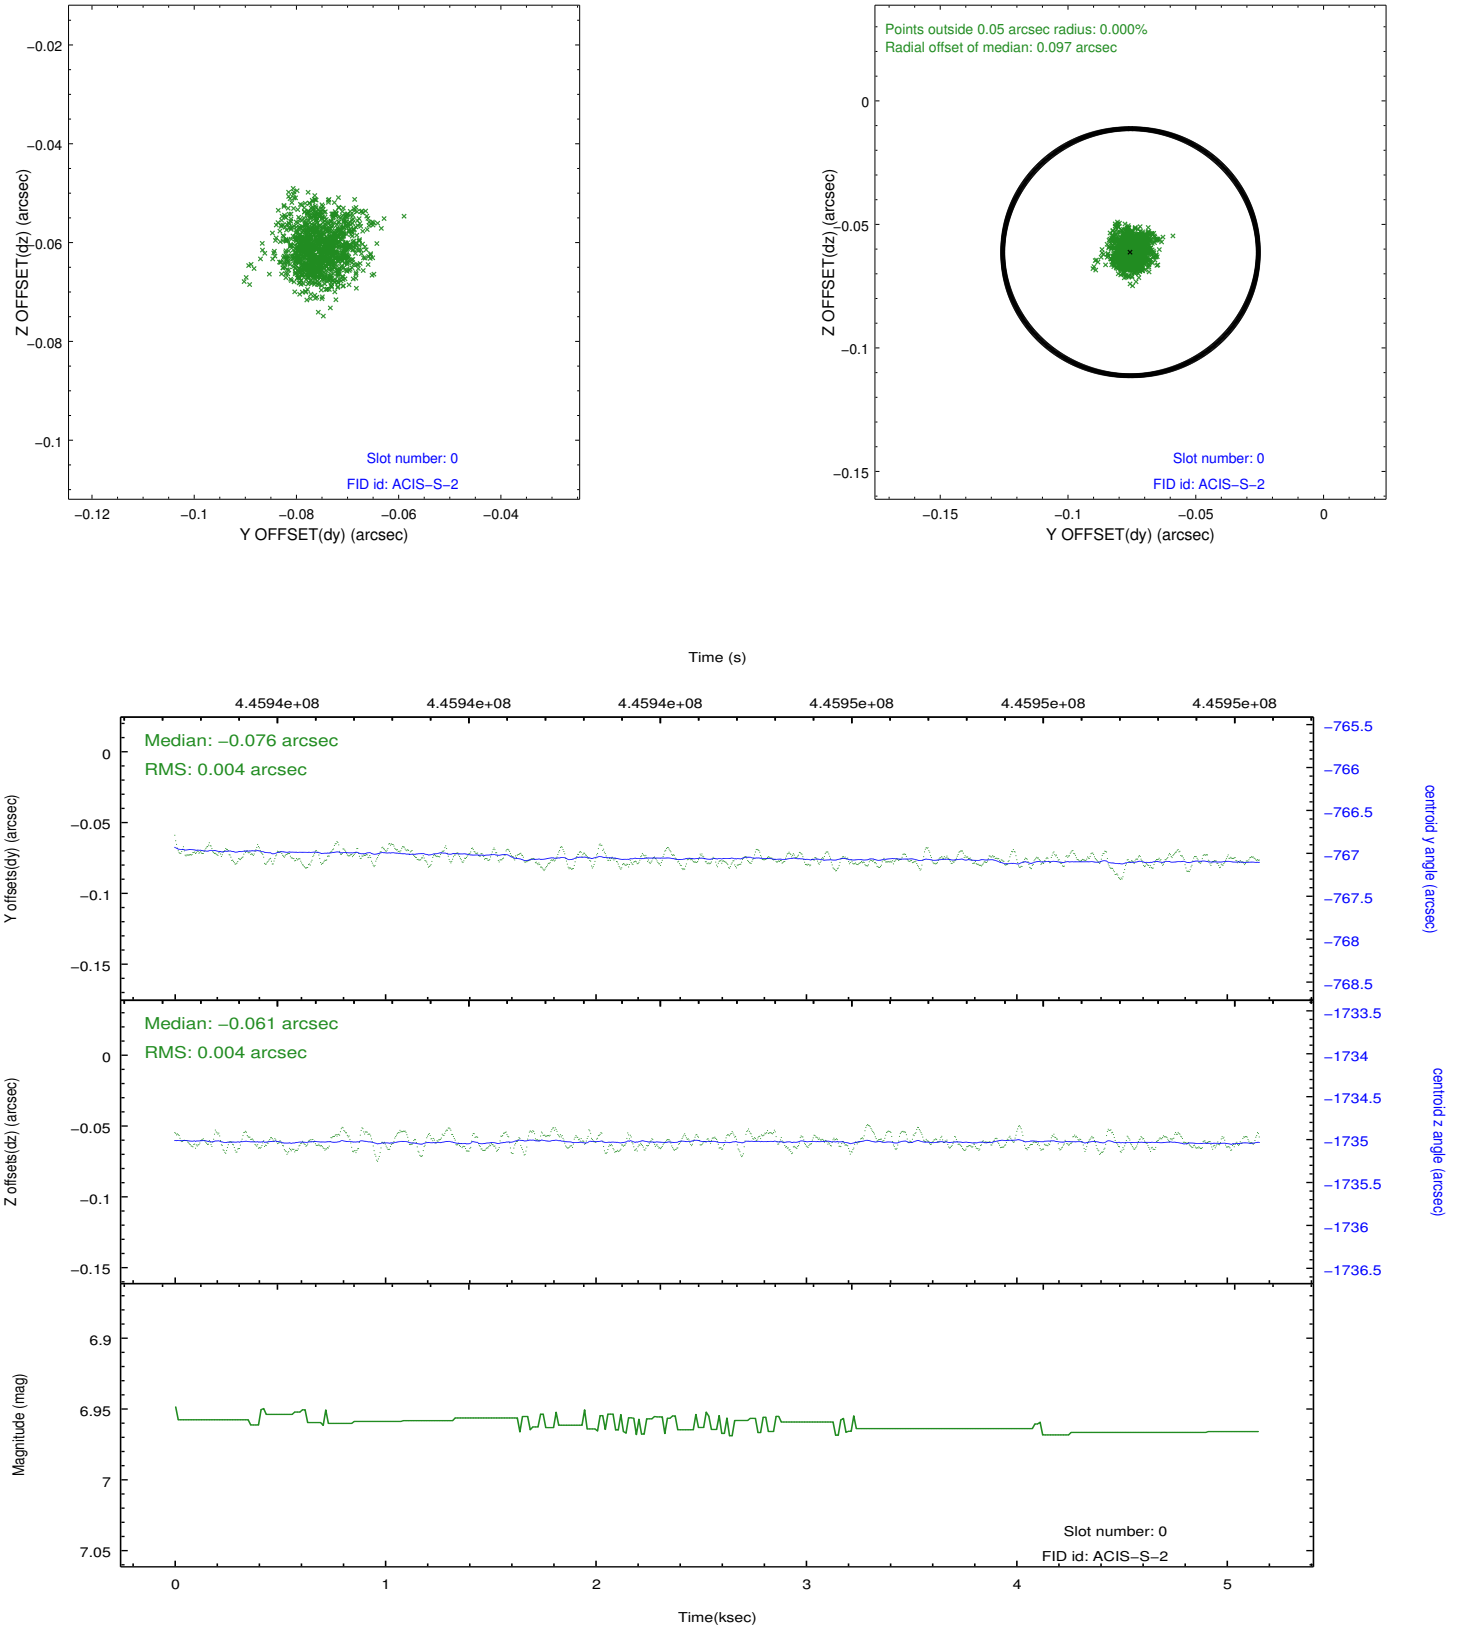 −0.02
−0.04
−0.06
−0.08
−0.1
Z OFFSET(dz) (arcsec)
Slot number: 0
FID id: ACIS−S−2
−0.12 −0.1 −0.08 −0.06 −0.04
Y OFFSET(dy) (arcsec)
Points outside 0.05 arcsec radius: 0.000%
Radial offset of median: 0.097 arcsec
0
−0.05
−0.1
−0.15
Z OFFSET(dz) (arcsec)
Slot number: 0
FID id: ACIS−S−2
−0.15 −0.1 −0.05 0
Y OFFSET(dy) (arcsec)
Time (s)
4.4594e+08 4.4594e+08 4.4594e+08 4.4595e+08 4.4595e+08 4.4595e+08
Median: −0.076 arcsec
RMS: 0.004 arcsec
0
−0.05
−0.1
−0.15
Y offsets(dy) (arcsec)
−765.5
−766
−766.5
−767
−767.5
−768
−768.5
centroid y angle (arcsec)
Median: −0.061 arcsec
RMS: 0.004 arcsec
0
−0.05
−0.1
−0.15
Z offsets(dz) (arcsec)
−1733.5
−1734
−1734.5
−1735
−1735.5
−1736
−1736.5
centroid z angle (arcsec)
6.9
6.95
7
7.05
Magnitude (mag)
Slot number: 0
FID id: ACIS−S−2
0 1 2 3 4 5
Time(ksec)